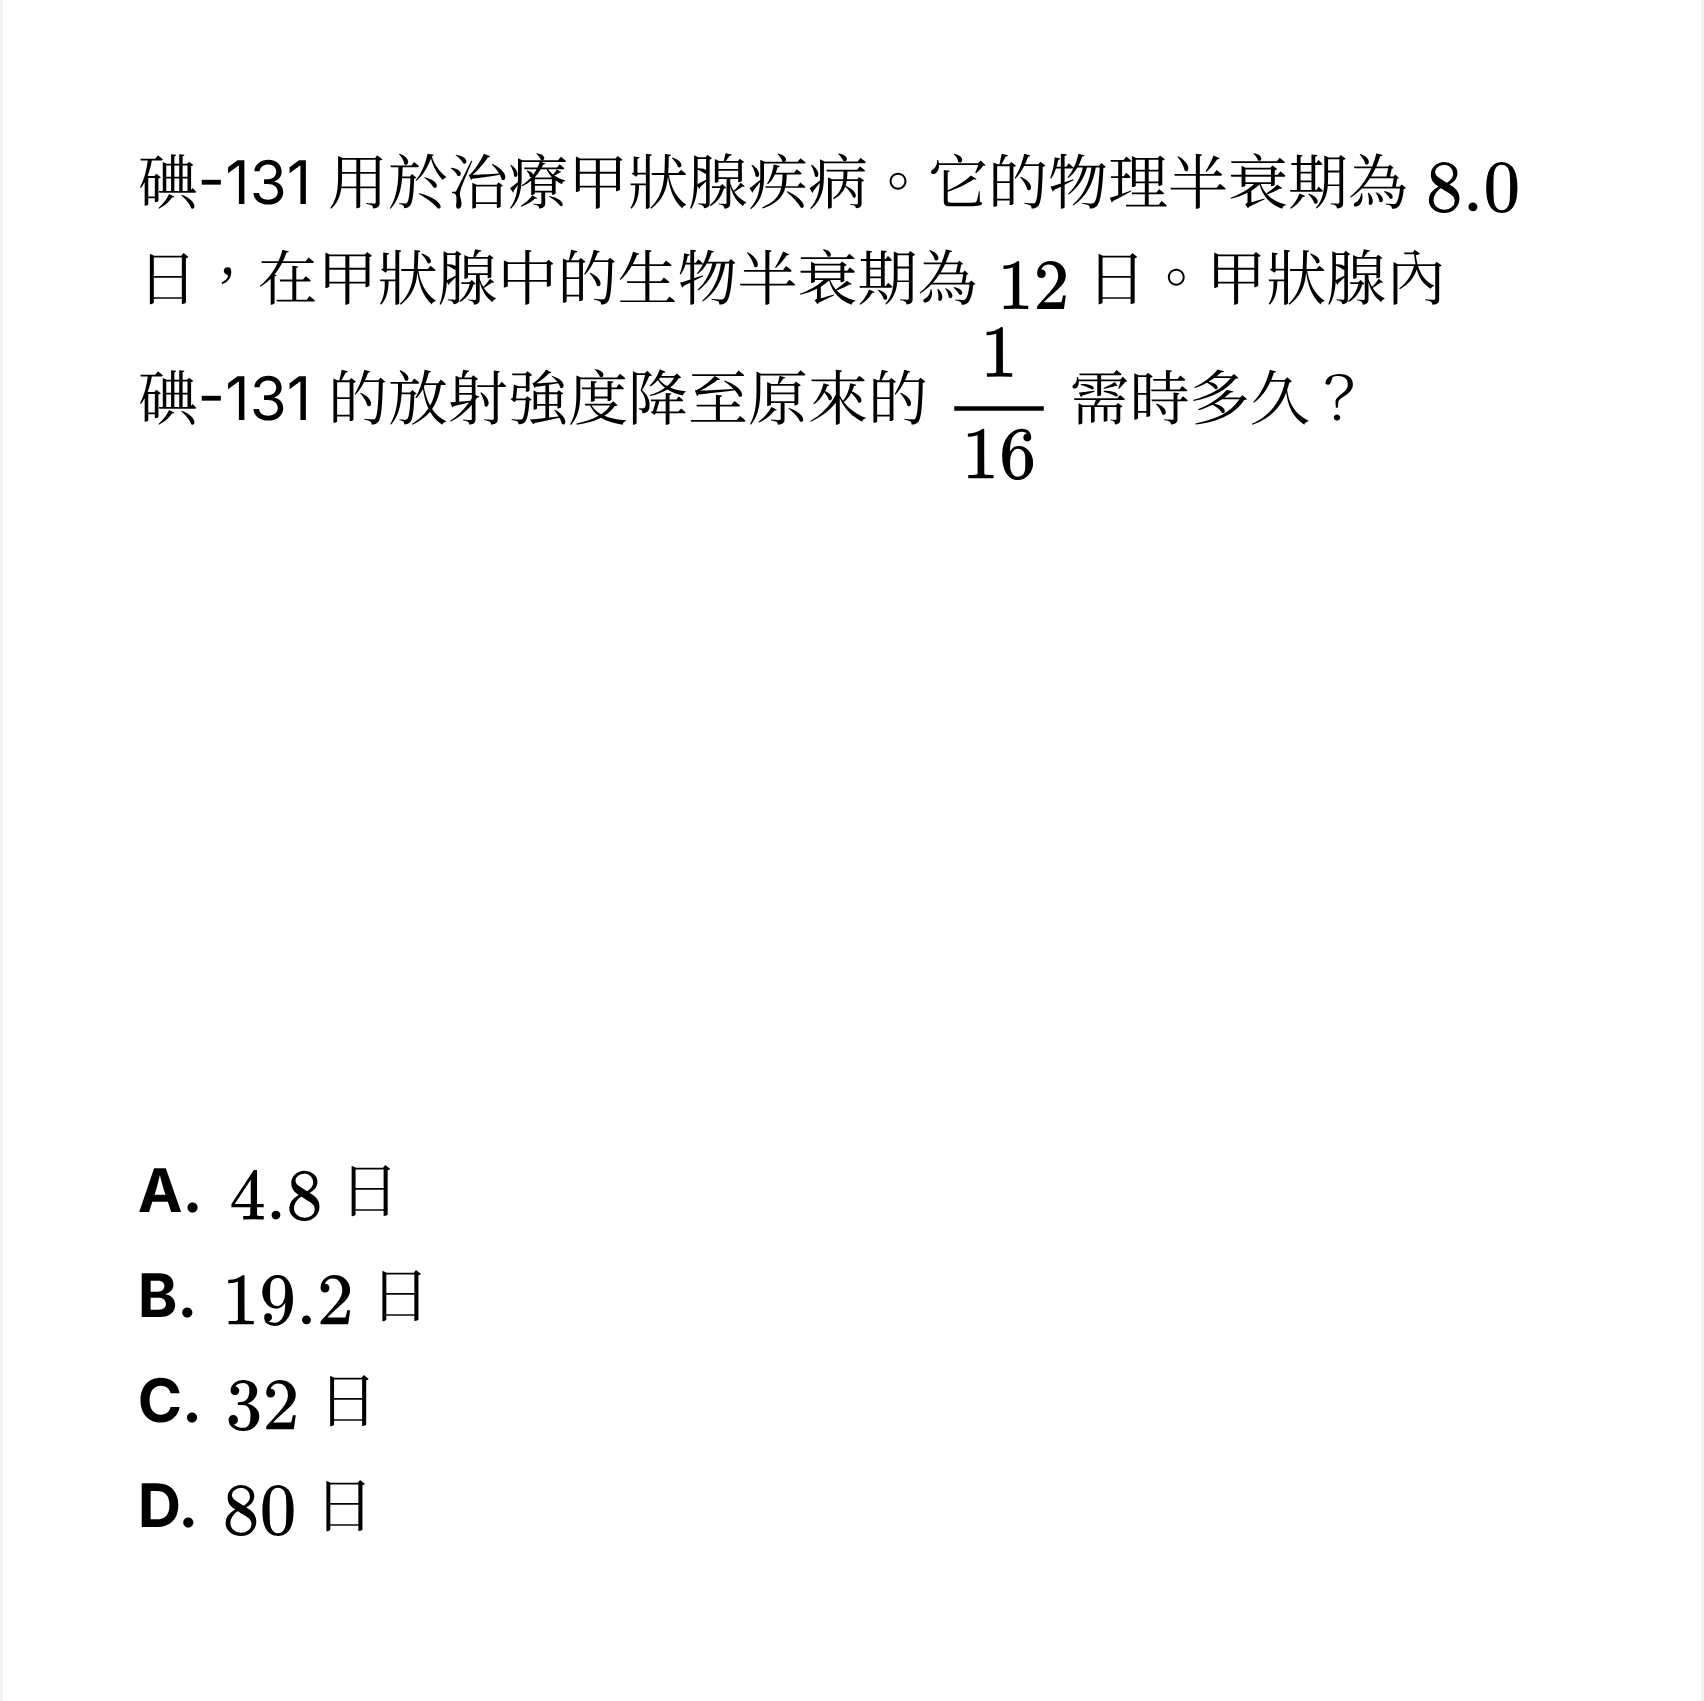 碘-131 用於治療甲狀腺疾病。它的物理半衰期為 8.0
日，在甲狀腺中的生物半衰期為 12 日。甲狀腺內
碘-131 的放射強度降至原來的 1/16 需時多久？
A. 4.8 日
B. 19.2 日
C. 32 日
D. 80 日